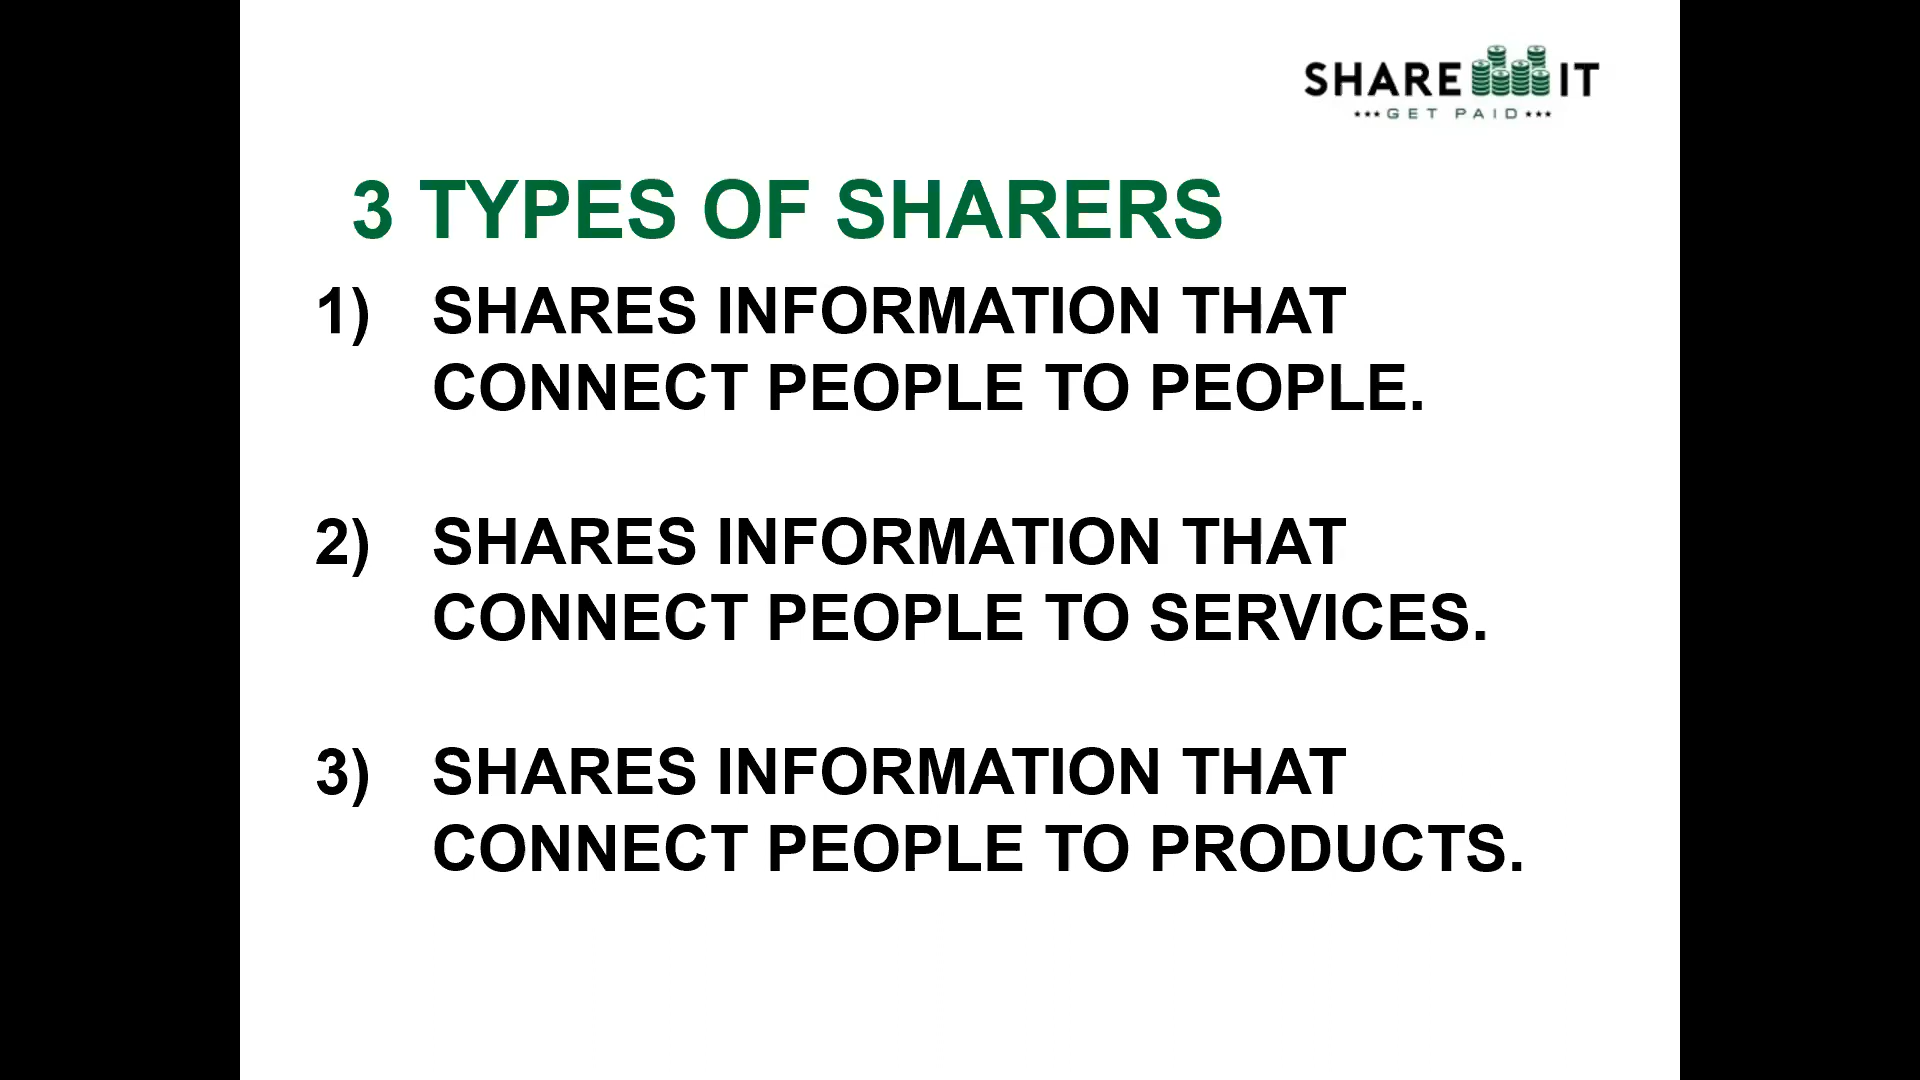 SHARE IT
***GET PAID***
3 TYPES OF SHARERS
1) SHARES INFORMATION THAT
CONNECT PEOPLE TO PEOPLE.
2) SHARES INFORMATION THAT
CONNECT PEOPLE TO SERVICES.
3) SHARES INFORMATION THAT
CONNECT PEOPLE TO PRODUCTS.